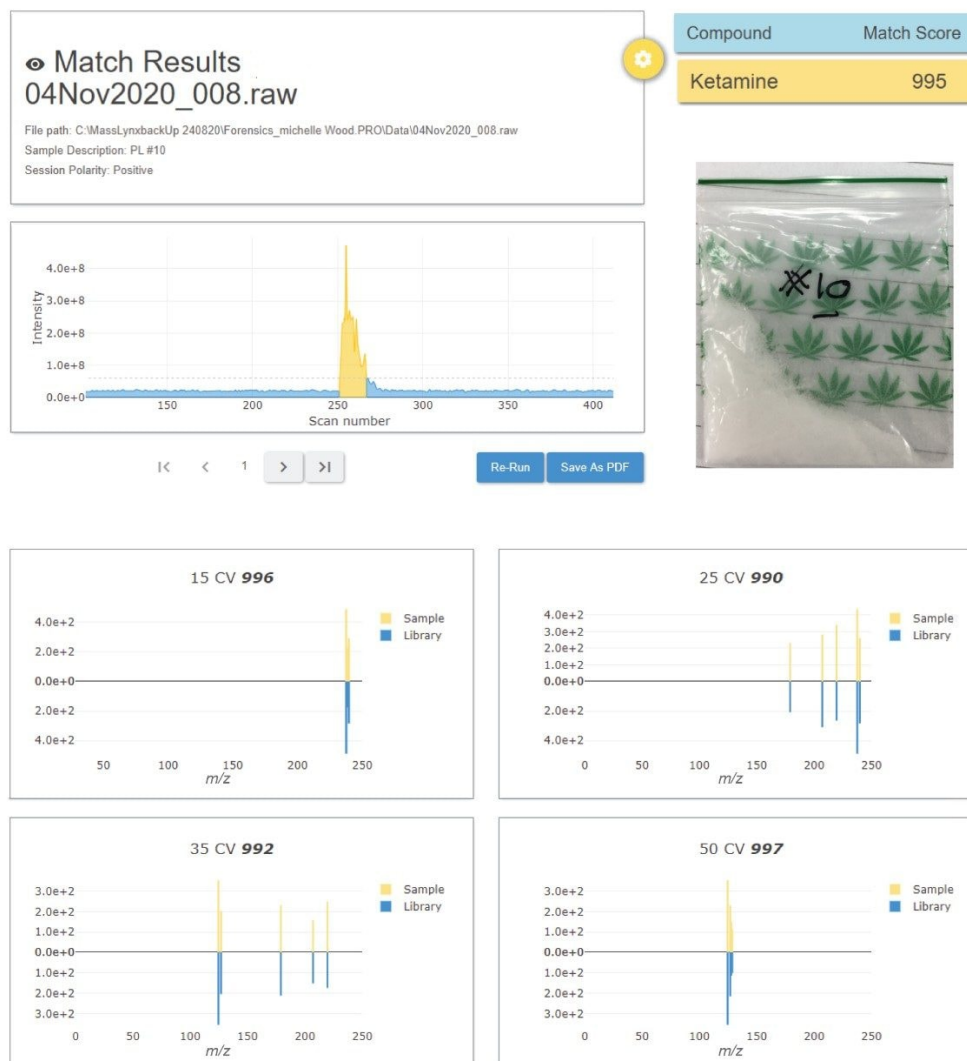 Match Results
04Nov2020_008.raw
File path: C:\MassLynxbackUp 240820\Forensics_michelle Wood.PRO\Data\04Nov2020_008.raw
Sample Description: PL #10
Session Polarity: Positive
Compound Match Score
Ketamine 995
#10
4.0e+8
3.0e+8
2.0e+8
1.0e+8
0.0e+0
Intensity
150 200 250 300 350 400
Scan number
1
Re-Run Save As PDF
15 CV 996
4.0e+2
2.0e+2
0.0e+0
2.0e+2
4.0e+2
Sample
Library
50 100 150 200 250
m/z
25 CV 990
4.0e+2
3.0e+2
2.0e+2
1.0e+2
0.0e+0
2.0e+2
4.0e+2
Sample
Library
0 50 100 150 200 250
m/z
35 CV 992
3.0e+2
2.0e+2
1.0e+2
0.0e+0
1.0e+2
2.0e+2
3.0e+2
Sample
Library
0 50 100 150 200 250
m/z
50 CV 997
3.0e+2
2.0e+2
1.0e+2
0.0e+0
1.0e+2
2.0e+2
3.0e+2
Sample
Library
0 50 100 150 200 250
m/z